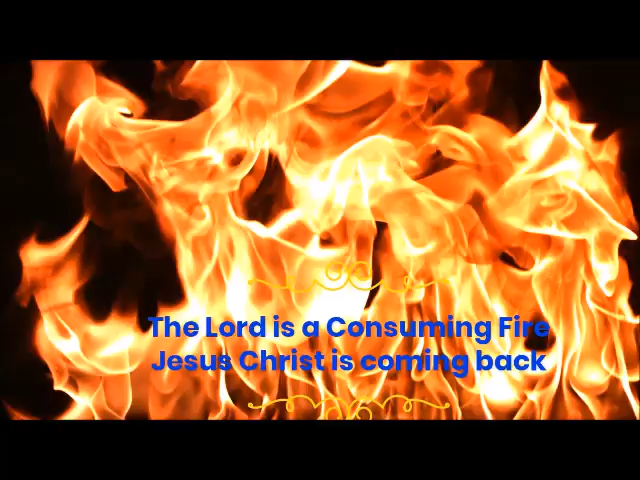 The Lord is a Consuming Fire
Jesus Christ is coming back